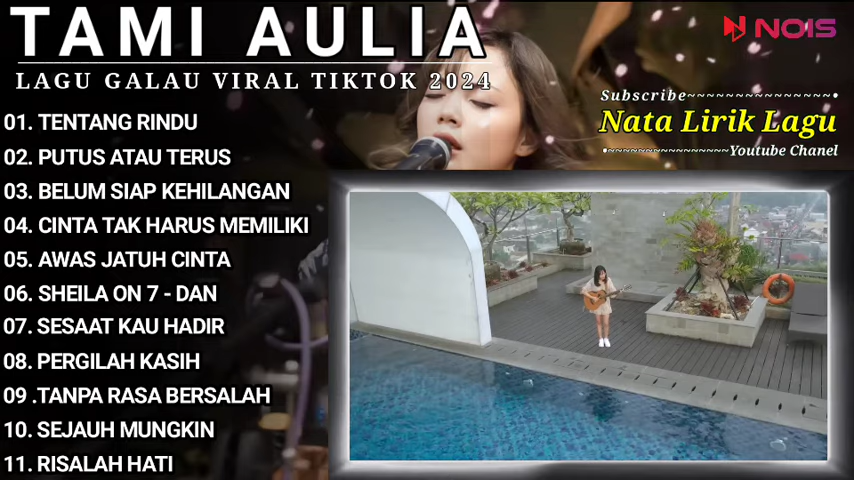 TAMI AULIA
LAGU GALAU VIRAL TIKTOK 2024
NOIS
Subscribe~~~~~~~~~~~~~~~•
Nata Lirik Lagu
•~~~~~~~~~~~~~~~~Youtube Chanel
01. TENTANG RINDU
02. PUTUS ATAU TERUS
03. BELUM SIAP KEHILANGAN
04. CINTA TAK HARUS MEMILIKI
05. AWAS JATUH CINTA
06. SHEILA ON 7 - DAN
07. SESAAT KAU HADIR
08. PERGILAH KASIH
09 .TANPA RASA BERSALAH
10. SEJAUH MUNGKIN
11. RISALAH HATI